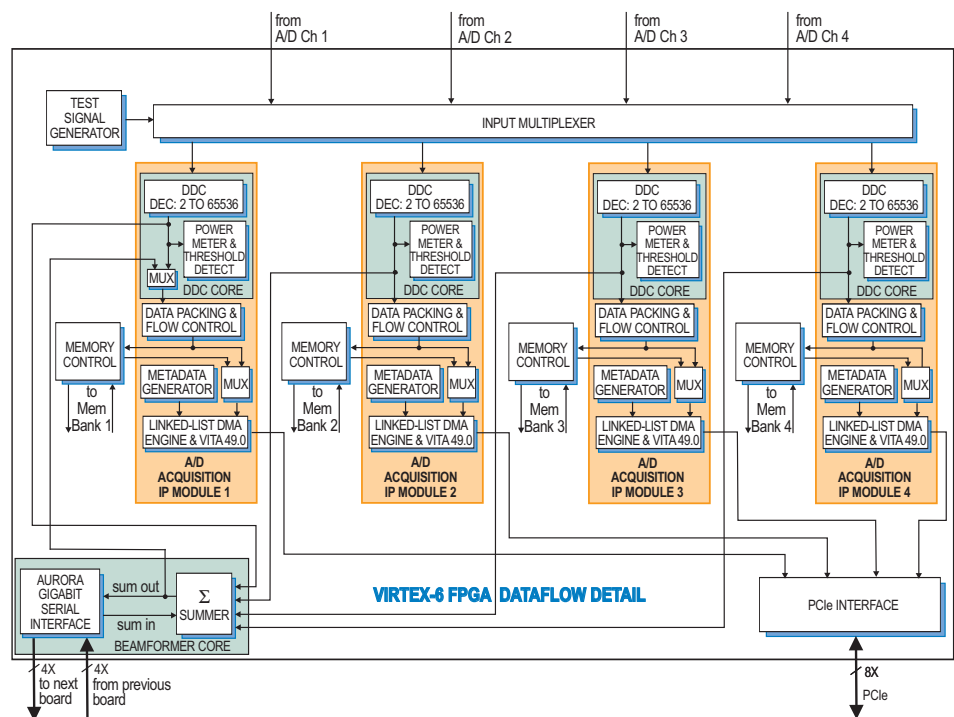 from
A/D Ch 1
from
A/D Ch 2
from
A/D Ch 3
from
A/D Ch 4
TEST
SIGNAL
GENERATOR
INPUT MULTIPLEXER
DDC
DEC: 2 TO 65536
POWER
METER &
THRESHOLD
DETECT
MUX
DDC CORE
DATA PACKING &
FLOW CONTROL
MEMORY
CONTROL
METADATA
GENERATOR
MUX
to
Mem
Bank 1
LINKED-LIST DMA
ENGINE & VITA 49.0
A/D
ACQUISITION
IP MODULE 1
DDC
DEC: 2 TO 65536
POWER
METER &
THRESHOLD
DETECT
DDC CORE
DATA PACKING &
FLOW CONTROL
MEMORY
CONTROL
METADATA
GENERATOR
MUX
to
Mem
Bank 2
LINKED-LIST DMA
ENGINE & VITA 49.0
A/D
ACQUISITION
IP MODULE 2
DDC
DEC: 2 TO 65536
POWER
METER &
THRESHOLD
DETECT
DDC CORE
DATA PACKING &
FLOW CONTROL
MEMORY
CONTROL
METADATA
GENERATOR
MUX
to
Mem
Bank 3
LINKED-LIST DMA
ENGINE & VITA 49.0
A/D
ACQUISITION
IP MODULE 3
DDC
DEC: 2 TO 65536
POWER
METER &
THRESHOLD
DETECT
DDC CORE
DATA PACKING &
FLOW CONTROL
MEMORY
CONTROL
METADATA
GENERATOR
MUX
to
Mem
Bank 4
LINKED-LIST DMA
ENGINE & VITA 49.0
A/D
ACQUISITION
IP MODULE 4
AURORA
GIGABIT
SERIAL
INTERFACE
sum out
sum in
Σ
SUMMER
BEAMFORMER CORE
VIRTEX-6 FPGA DATAFLOW DETAIL
PCIe INTERFACE
4X
to next
board
4X
from previous
board
8X
PCIe